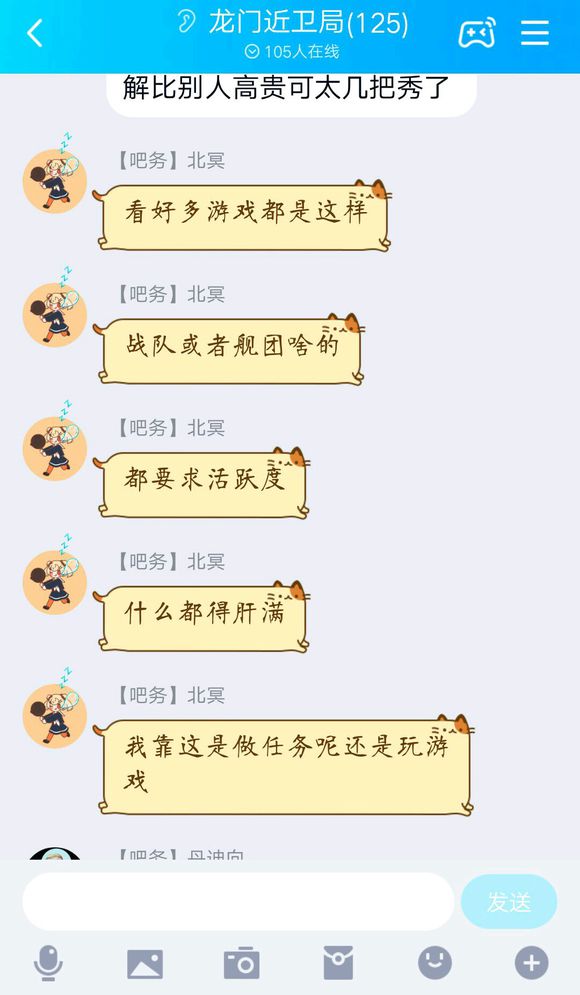 龙门近卫局(125)
105人在线
解比别人高贵可太几把秀了
【吧务】北冥
看好多游戏都是这样
【吧务】北冥
战队或者舰团啥的
【吧务】北冥
都要求活跃度
【吧务】北冥
什么都得肝满
【吧务】北冥
我靠这是做任务呢还是玩游
戏
【吧务】丹迪向
发送